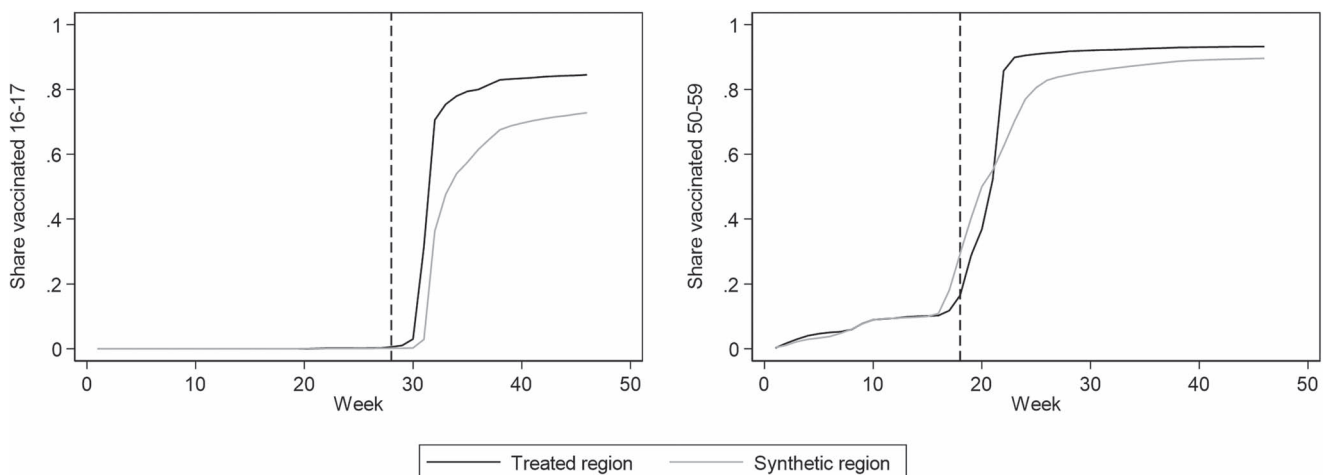 Share vaccinated 16-17
1
.8
.6
.4
.2
0
0 10 20 30 40 50
Week
Share vaccinated 50-59
1
.8
.6
.4
.2
0
0 10 20 30 40 50
Week
Treated region Synthetic region